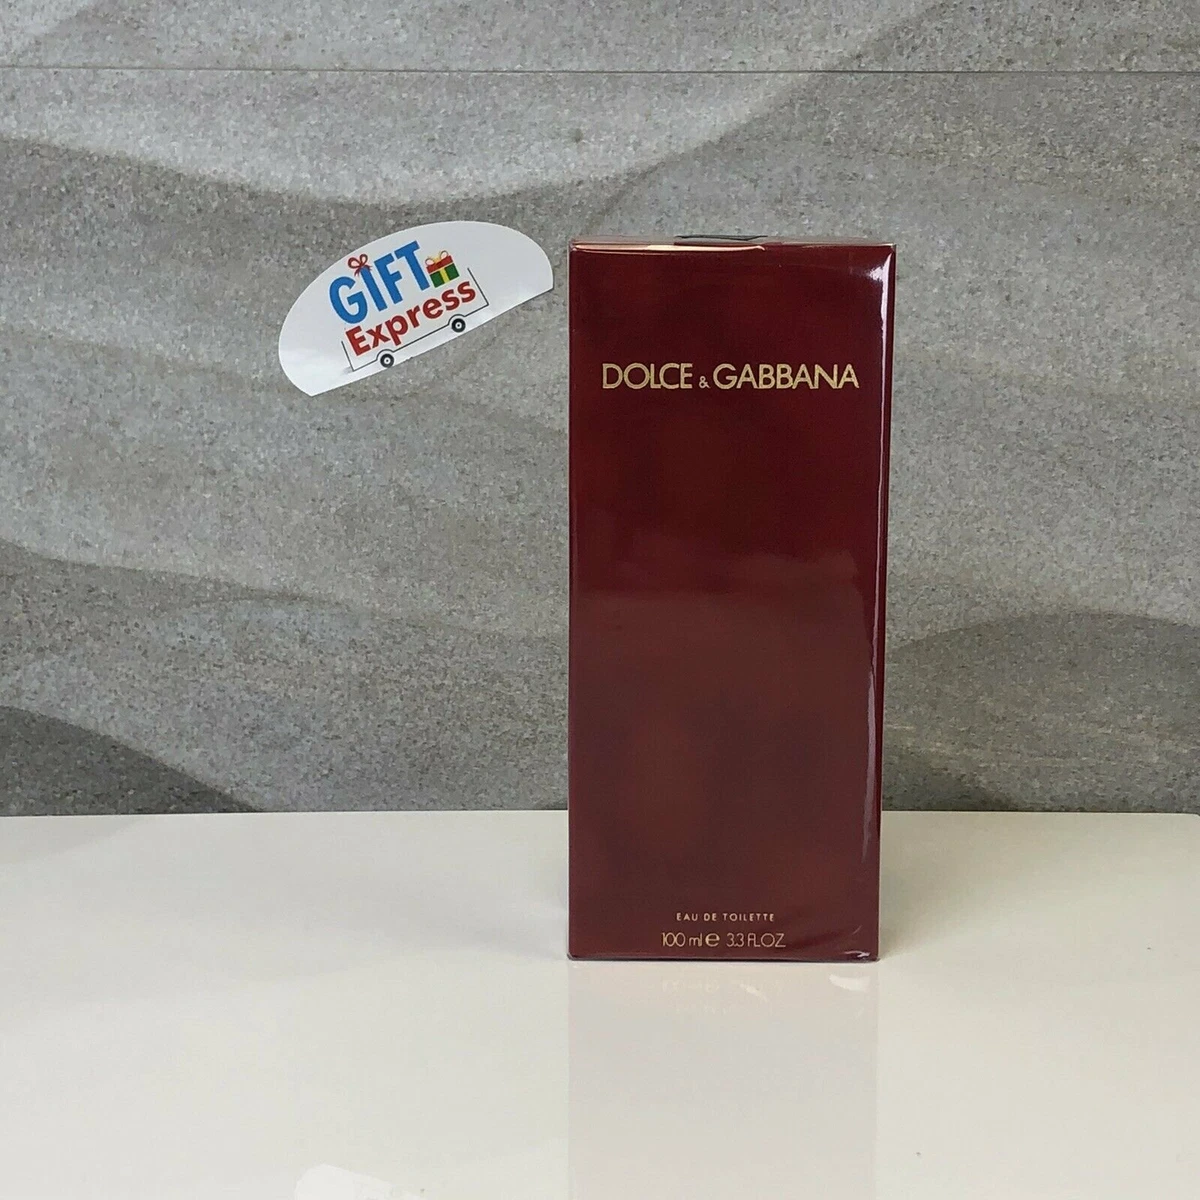 GIFT
Express
DOLCE & GABBANA
EAU DE TOILETTE
100 ml ℮ 3.3 FL.OZ